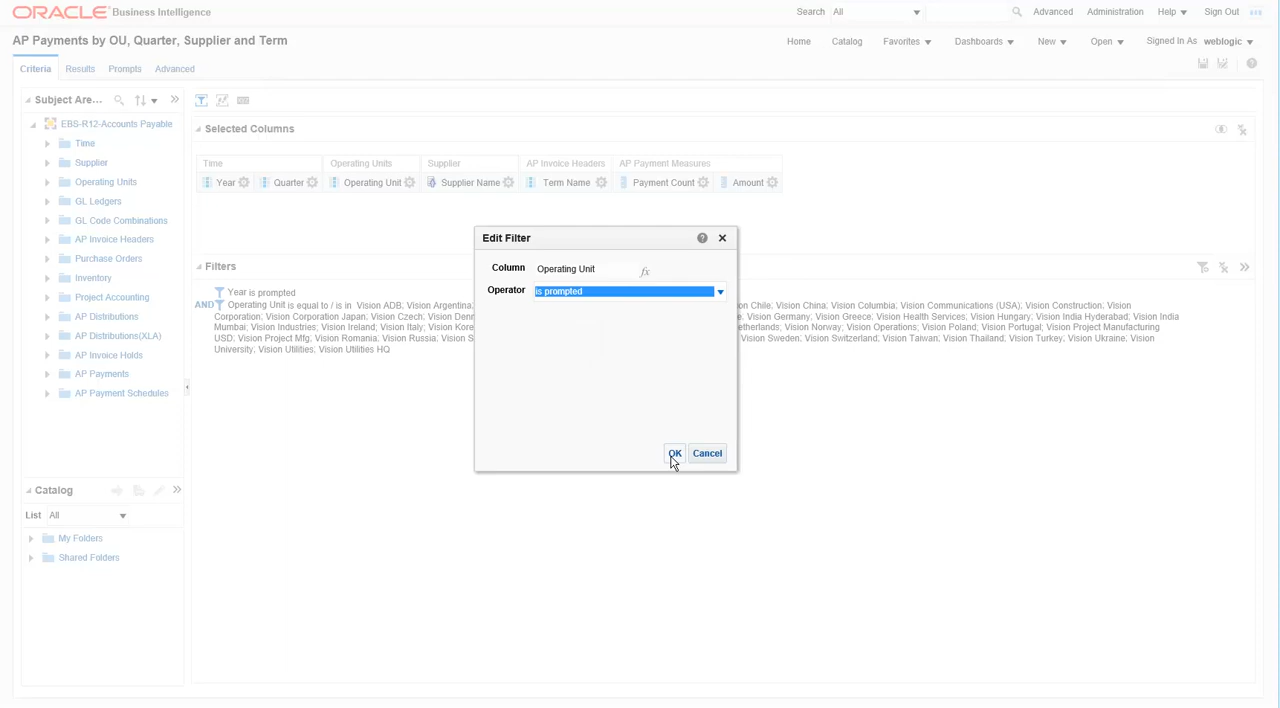 ORACLE Business Intelligence
Search All Advanced Administration Help Sign Out
AP Payments by OU, Quarter, Supplier and Term
Home Catalog Favorites Dashboards New Open Signed In As weblogic
Criteria Results Prompts Advanced
Subject Are...
EBS-R12-Accounts Payable
Time
Supplier
Operating Units
GL Ledgers
GL Code Combinations
AP Invoice Headers
Purchase Orders
Inventory
Project Accounting
AP Distributions
AP Distributions(XLA)
AP Invoice Holds
AP Payments
AP Payment Schedules
Catalog
List All
My Folders
Shared Folders
Selected Columns
Time Operating Units Supplier AP Invoice Headers AP Payment Measures
Year Quarter Operating Unit Supplier Name Term Name Payment Count Amount
Filters
Year is prompted
AND Operating Unit is equal to / is in Vision ADB; Vision Argentina; Chile; Vision China; Vision Columbia; Vision Communications (USA); Vision Construction; Vision
Corporation; Vision Corporation Japan; Vision Czech; Vision Germany; Vision Greece; Vision Health Services; Vision Hungary; Vision India Hyderabad; Vision India
Mumbai; Vision Industries; Vision Ireland; Vision Italy; Vision Vision Norway; Vision Operations; Vision Poland; Vision Portugal; Vision Project Manufacturing
USD; Vision Project Mfg; Vision Romania; Vision Russia; Vision Vision Sweden; Vision Switzerland; Vision Taiwan; Vision Thailand; Vision Turkey; Vision Ukraine; Vision
University; Vision Utilities; Vision Utilities HQ
Edit Filter
Column Operating Unit fx
Operator is prompted
OK Cancel